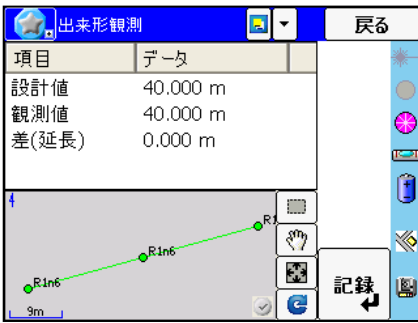 出来形観測
戻る
項目 データ
設計値 40.000 m
観測値 40.000 m
差(延長) 0.000 m
4
R1
R1n6
R1n6
9m
記録